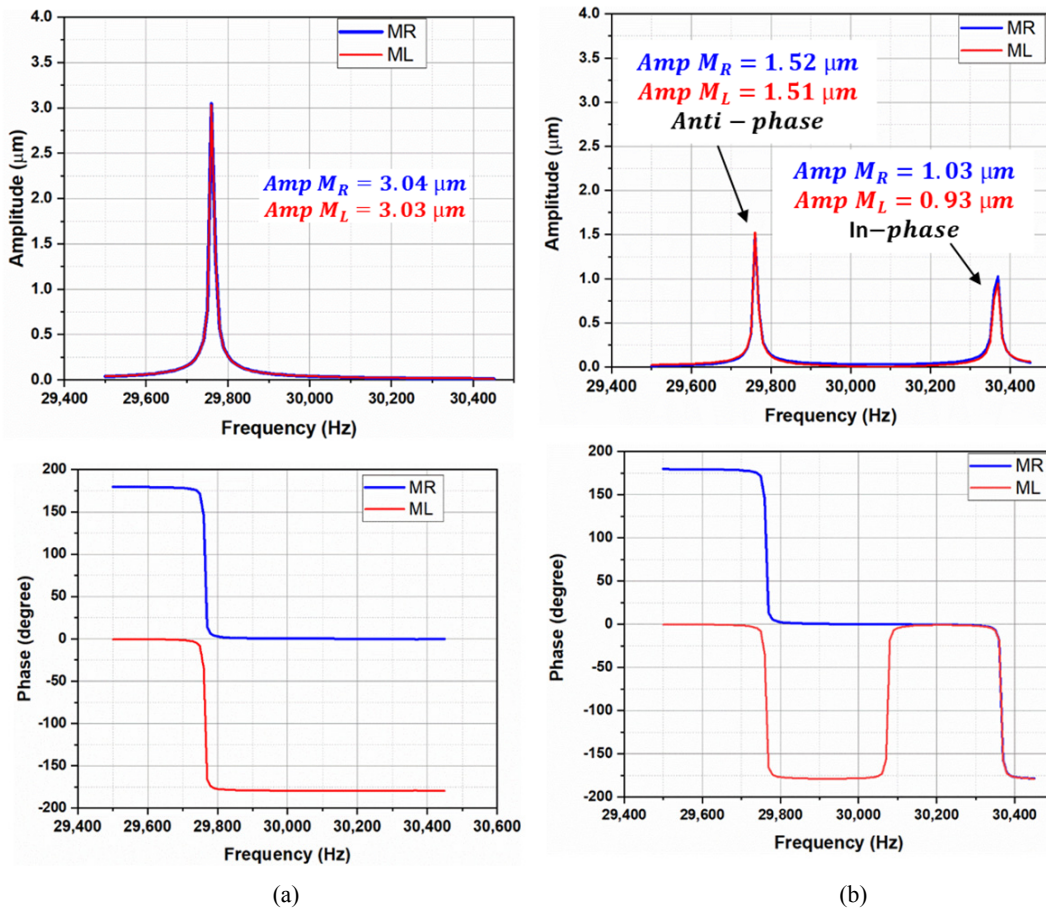 4.0
3.5
3.0
2.5
2.0
1.5
1.0
0.5
0.0
Amplitude (μm)
MR
ML
Amp M_R = 3.04 μm
Amp M_L = 3.03 μm
29,400 29,600 29,800 30,000 30,200 30,400 30,600
Frequency (Hz)
4.0
3.5
3.0
2.5
2.0
1.5
1.0
0.5
0.0
Amplitude (μm)
MR
ML
Amp M_R = 1.52 μm
Amp M_L = 1.51 μm
Anti − phase
Amp M_R = 1.03 μm
Amp M_L = 0.93 μm
In−phase
29,400 29,600 29,800 30,000 30,200 30,400
Frequency (Hz)
200
150
100
50
0
-50
-100
-150
-200
Phase (degree)
MR
ML
29,400 29,600 29,800 30,000 30,200 30,400 30,600
Frequency (Hz)
(a)
200
150
100
50
0
-50
-100
-150
-200
Phase (degree)
MR
ML
29,400 29,600 29,800 30,000 30,200 30,400
Frequency (Hz)
(b)